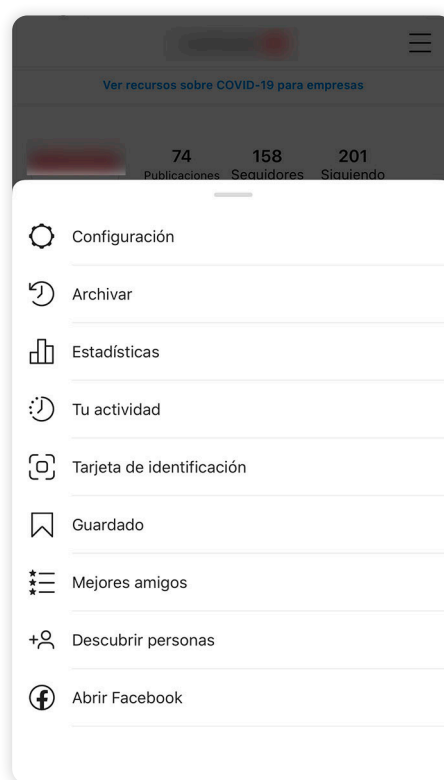 Ver recursos sobre COVID-19 para empresas
74 158 201
Publicaciones Seguidores Siguiendo
Configuración
Archivar
Estadísticas
Tu actividad
Tarjeta de identificación
Guardado
Mejores amigos
Descubrir personas
Abrir Facebook